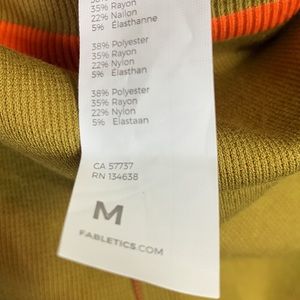 35% Rayon
22% Nailon
5% Élasthanne
38% Polyester
35% Rayon
22% Nylon
5% Elasthan
38% Polyester
35% Rayon
22% Nylon
5% Elastaan
CA 57737
RN 134638
M
FABLETICS.COM